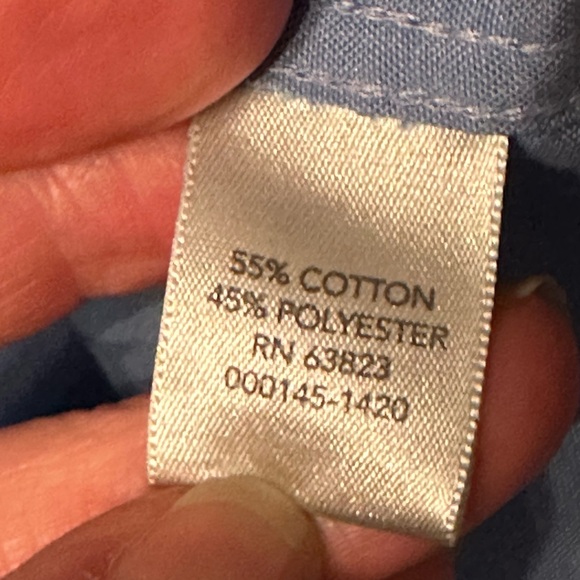 55% COTTON
45% POLYESTER
RN 63823
000145-1420